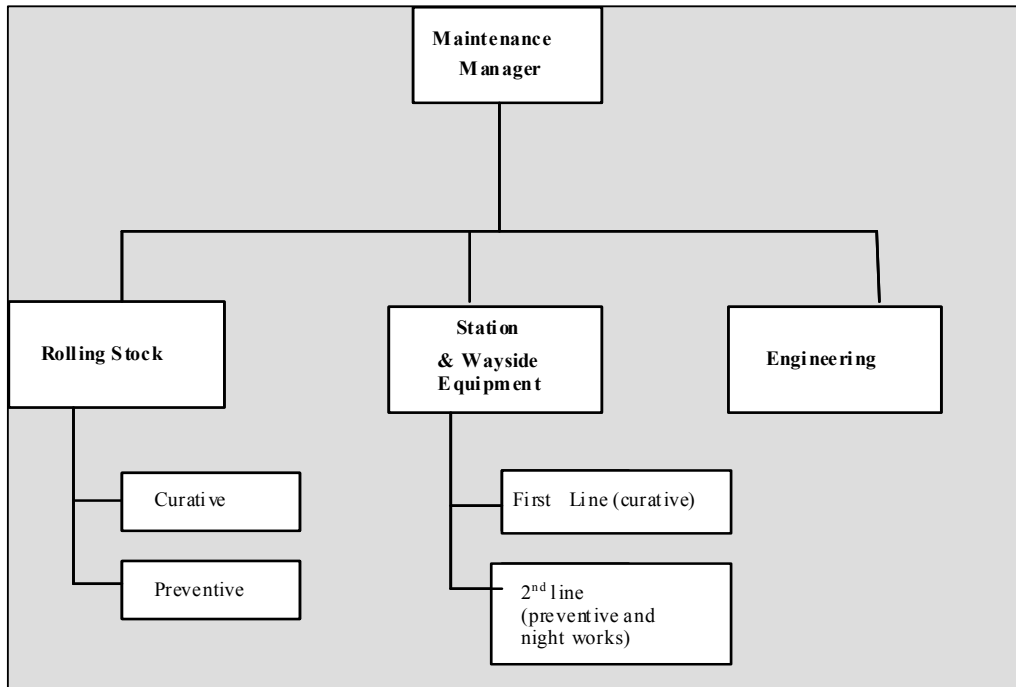 Maintenance
Manager
Rolling Stock
Station
& Wayside
Equipment
Engineering
Curative
Preventive
First Line (curative)
2nd line
(preventive and
night works)